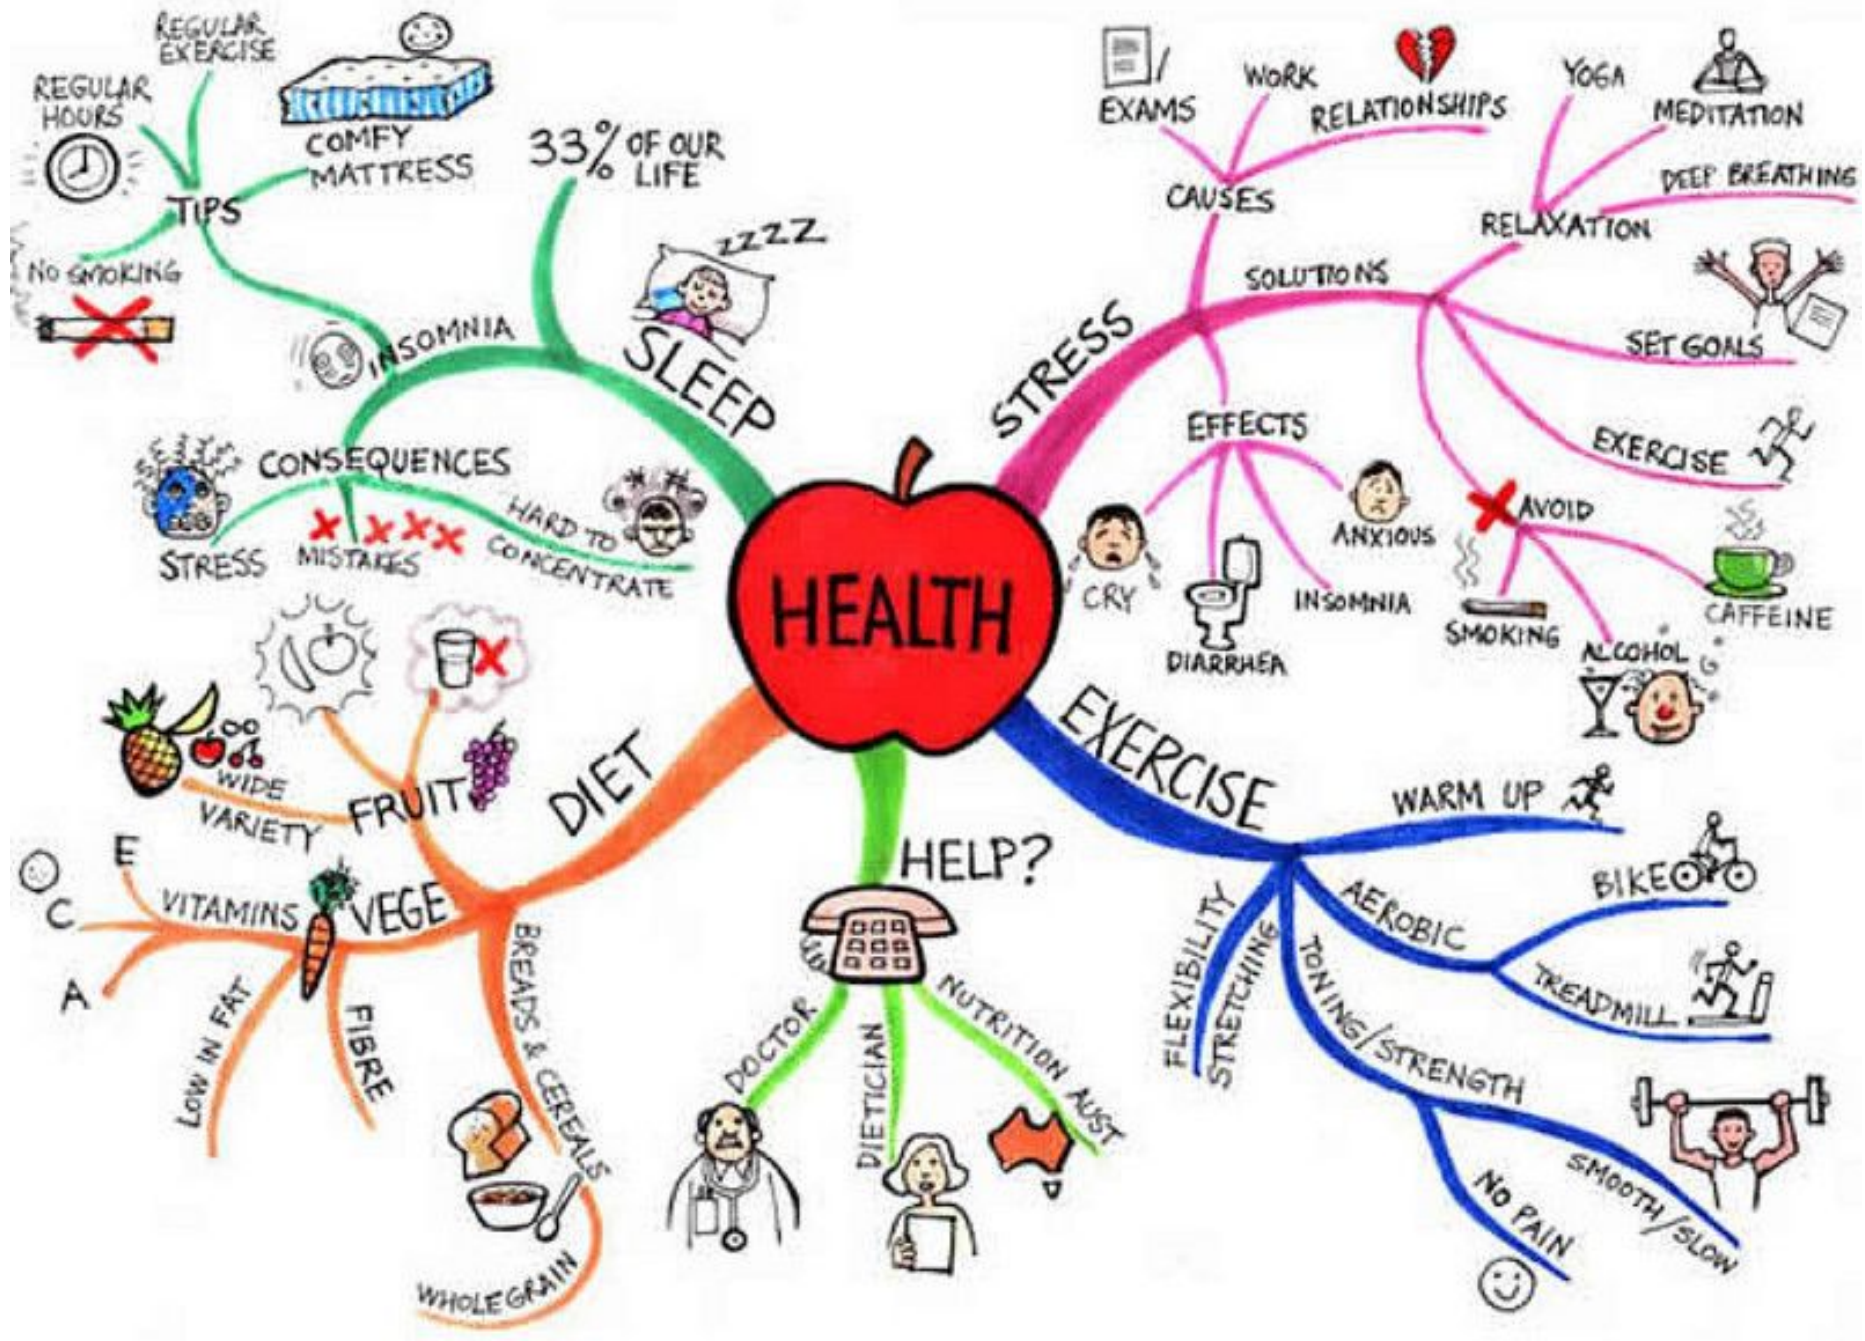 HEALTH
SLEEP
ZZZZ
33% OF OUR
LIFE
INSOMNIA
TIPS
REGULAR
HOURS
REGULAR
EXERCISE
COMFY
MATTRESS
NO SMOKING
CONSEQUENCES
STRESS
MISTAKES
HARD TO
CONCENTRATE
STRESS
CAUSES
EXAMS
WORK
RELATIONSHIPS
SOLUTIONS
RELAXATION
YOGA
MEDITATION
DEEP BREATHING
SET GOALS
EXERCISE
AVOID
SMOKING
ALCOHOL
CAFFEINE
EFFECTS
CRY
DIARRHEA
INSOMNIA
ANXIOUS
DIET
FRUIT
WIDE
VARIETY
VEGE
VITAMINS
E
C
A
LOW IN FAT
FIBRE
BREADS & CEREALS
WHOLEGRAIN
HELP?
DOCTOR
DIETICIAN
NUTRITION AUST
EXERCISE
WARM UP
AEROBIC
BIKE
TREADMILL
TONING/STRENGTH
SMOOTH/SLOW
NO PAIN
FLEXIBILITY
STRETCHING